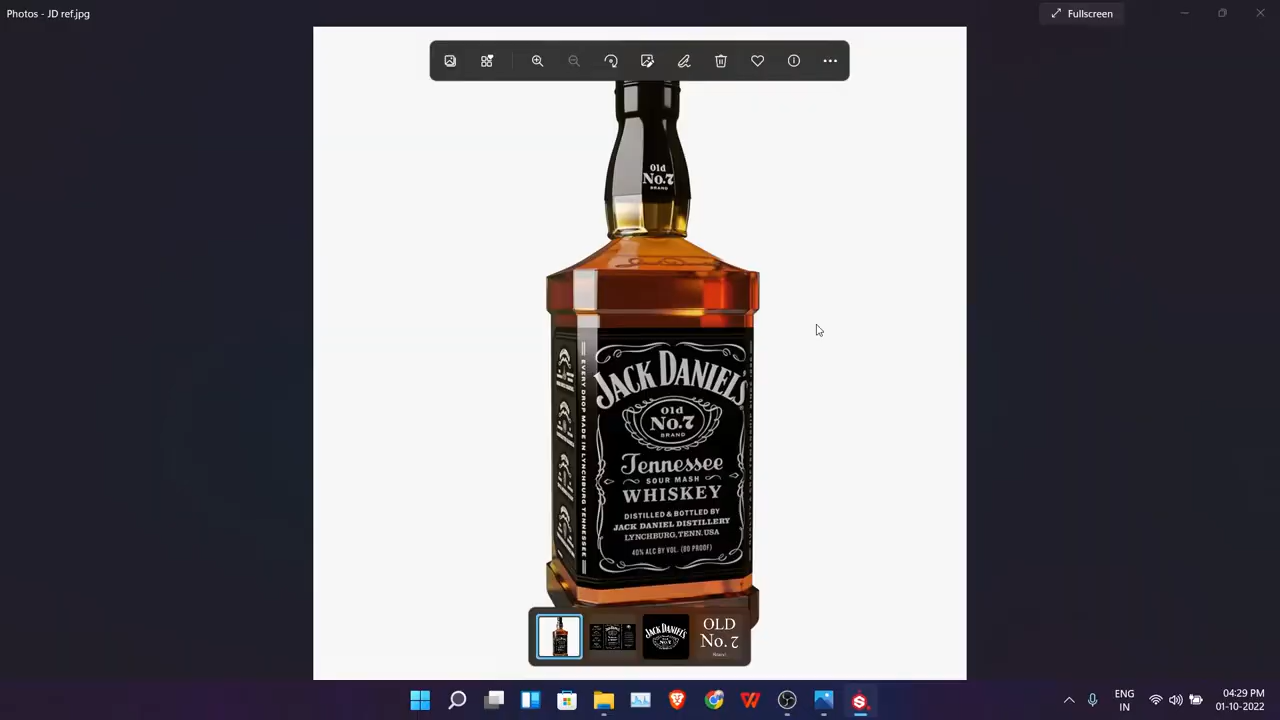 Photos - JD ref.jpg
Fullscreen
Old
No.7
BRAND
JACK DANIEL'S
Old
No.7
BRAND
Tennessee
SOUR MASH
WHISKEY
DISTILLED & BOTTLED BY
JACK DANIEL DISTILLERY
LYNCHBURG, TENN. USA
40% ALC BY VOL. (80 PROOF)
EVERY DROP MADE IN LYNCHBURG TENNESSEE
JACK DANIEL'S
OLD
No. 7
ENG
IN
04:29 PM
01-10-2022